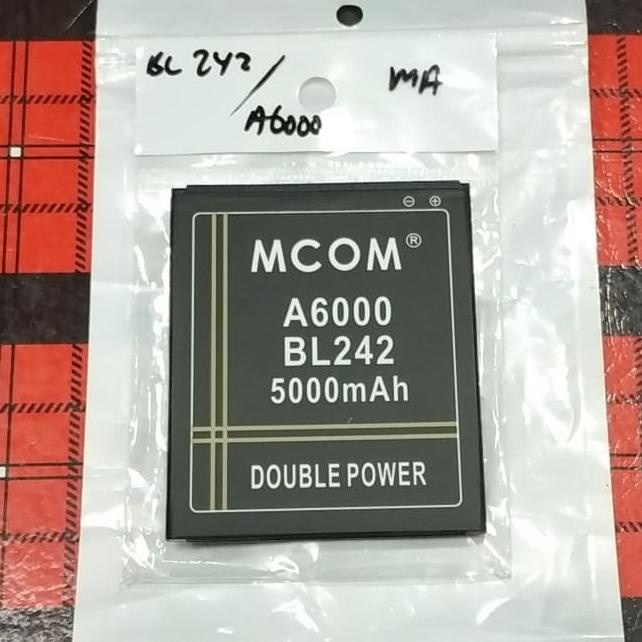 BL 242 / MA
A6000
⊖ ⊕
MCOM®
A6000
BL242
5000mAh
DOUBLE POWER